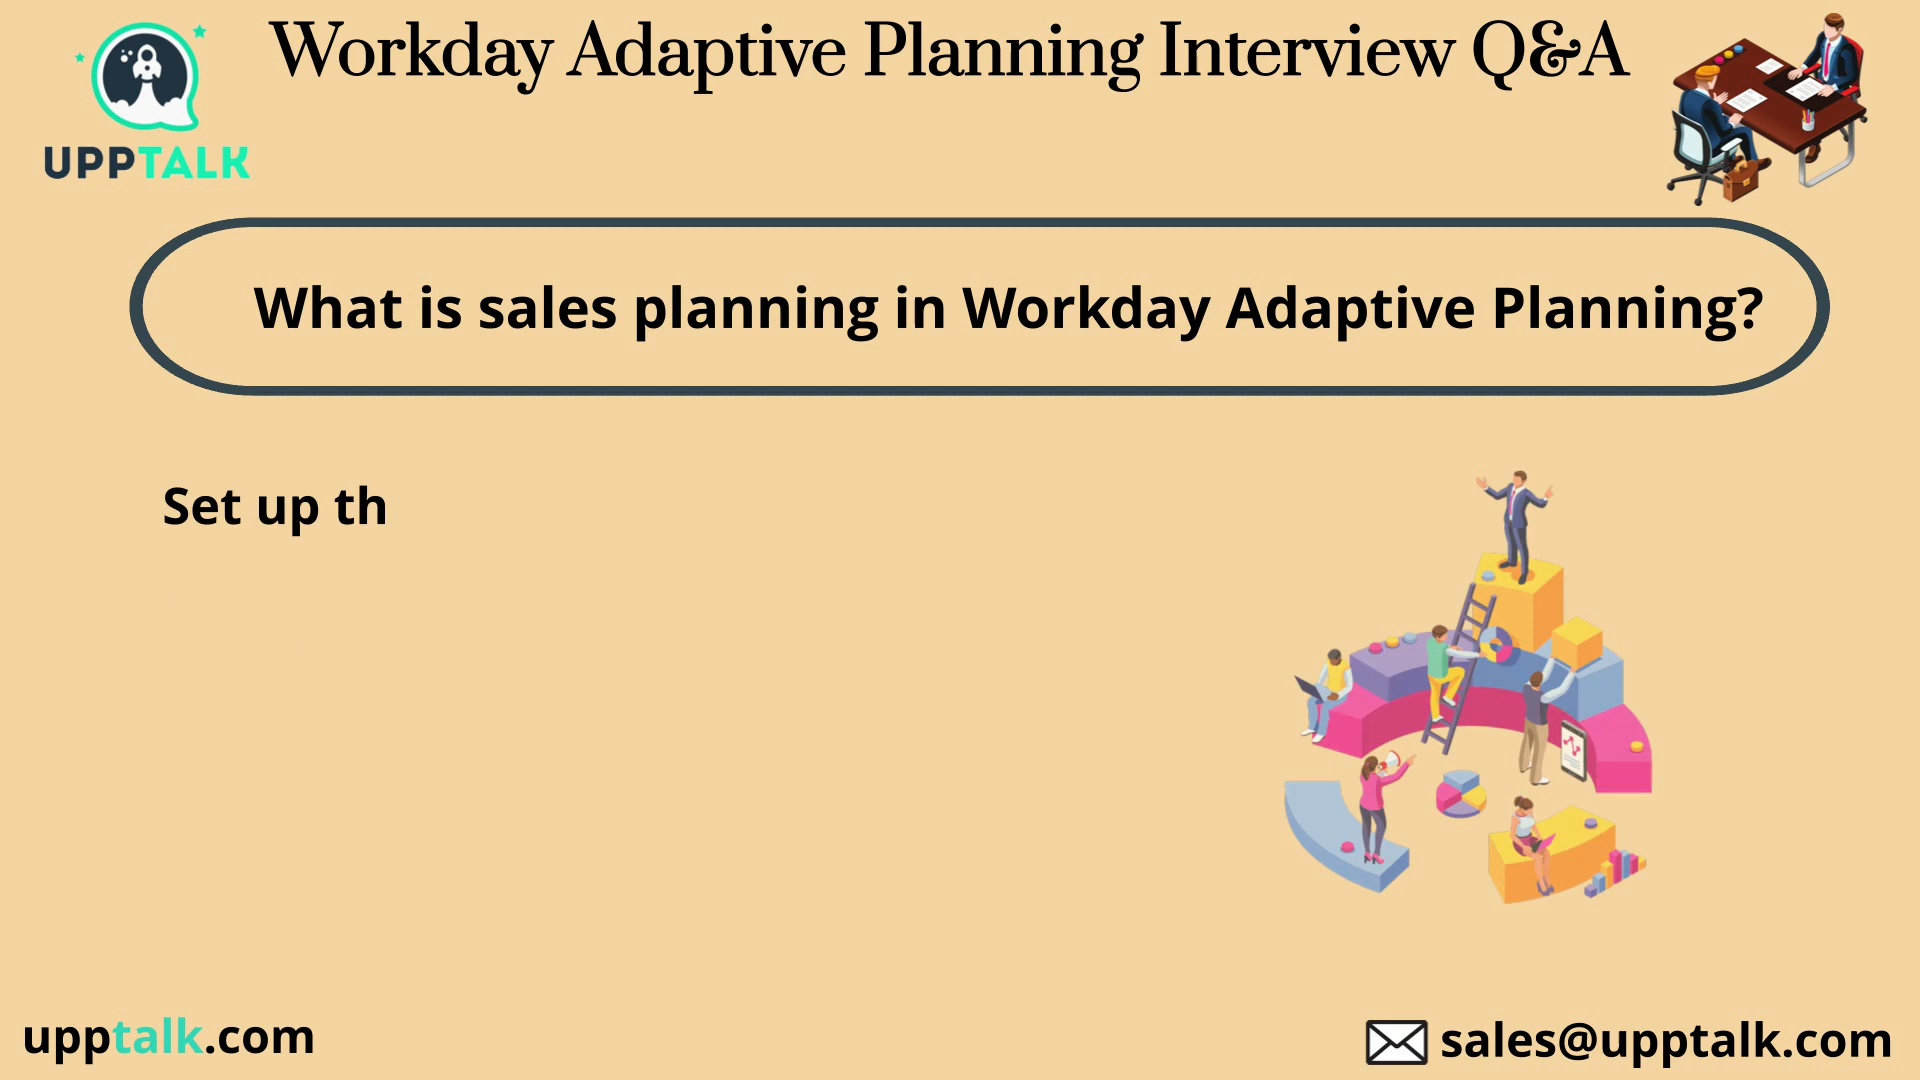 Workday Adaptive Planning Interview Q&A
UPPTALK
What is sales planning in Workday Adaptive Planning?
Set up th
upptalk.com
sales@upptalk.com